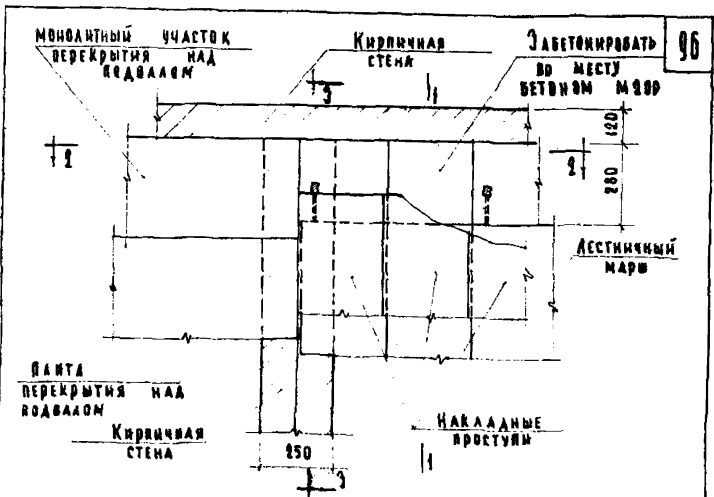 МОНОЛИТНЫЙ УЧАСТОК
ПЕРЕКРЫТИЯ НАД
ПОДВАЛОМ
КИРПИЧНАЯ
СТЕНА
ЗАБЕТОНИРОВАТЬ
ПО МЕСТУ
БЕТОНОМ М200
96
3
1
2
2
120
280
ЛЕСТНИЧНЫЙ
МАРШ
ПЛИТА
ПЕРЕКРЫТИЯ НАД
ПОДВАЛОМ
КИРПИЧНАЯ
СТЕНА
250
НАКЛАДНЫЕ
ПРОСТУПИ
1
3